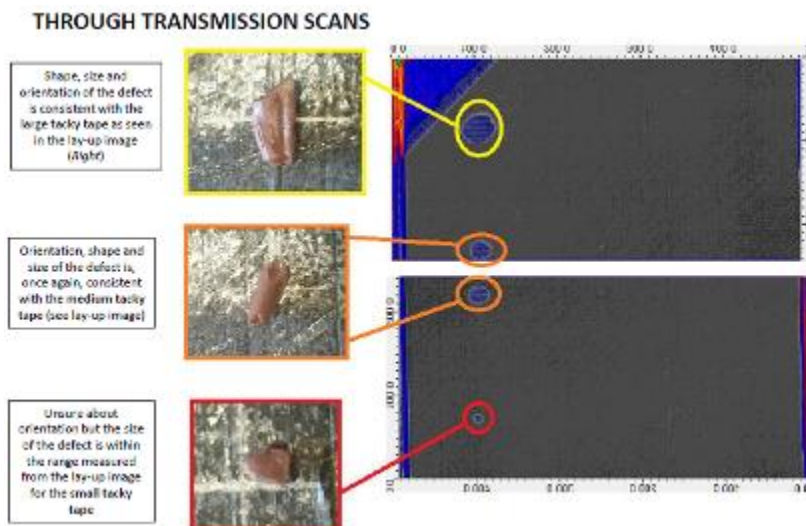 THROUGH TRANSMISSION SCANS
Shape, size and
orientation of the defect
is consistent with the
large tacky tape as seen
in the lay-up image
(Right)
Orientation, shape and
size of the defect is,
once again, consistent
with the medium tacky
tape (see lay-up image)
Unsure about
orientation but the size
of the defect is within
the range measured
from the lay-up image
for the small tacky
tape